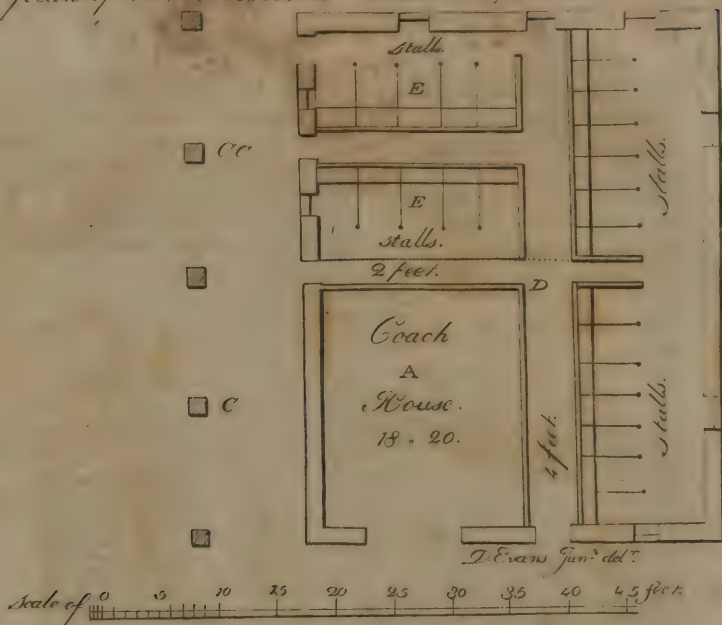 stalls.
E
CC
E
stalls.
stalls.
2 feet.
D
Coach
A
House.
18 - 20.
C
4 feet.
stalls.
D. Evans Jun.r del.t
scale of 0 5 10 15 20 25 30 35 40 45 feet.